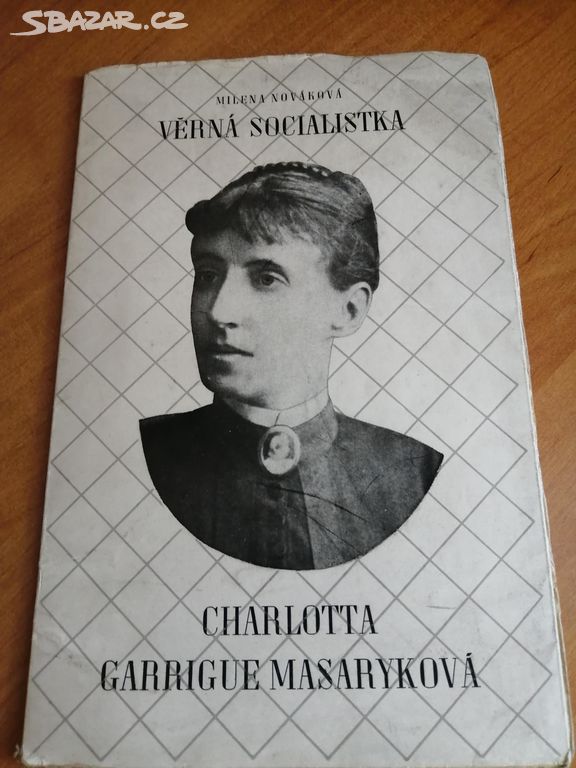 SBAZAR.CZ
MILENA NOVÁKOVÁ
VĚRNÁ SOCIALISTKA
CHARLOTTA
GARRIGUE MASARYKOVÁ